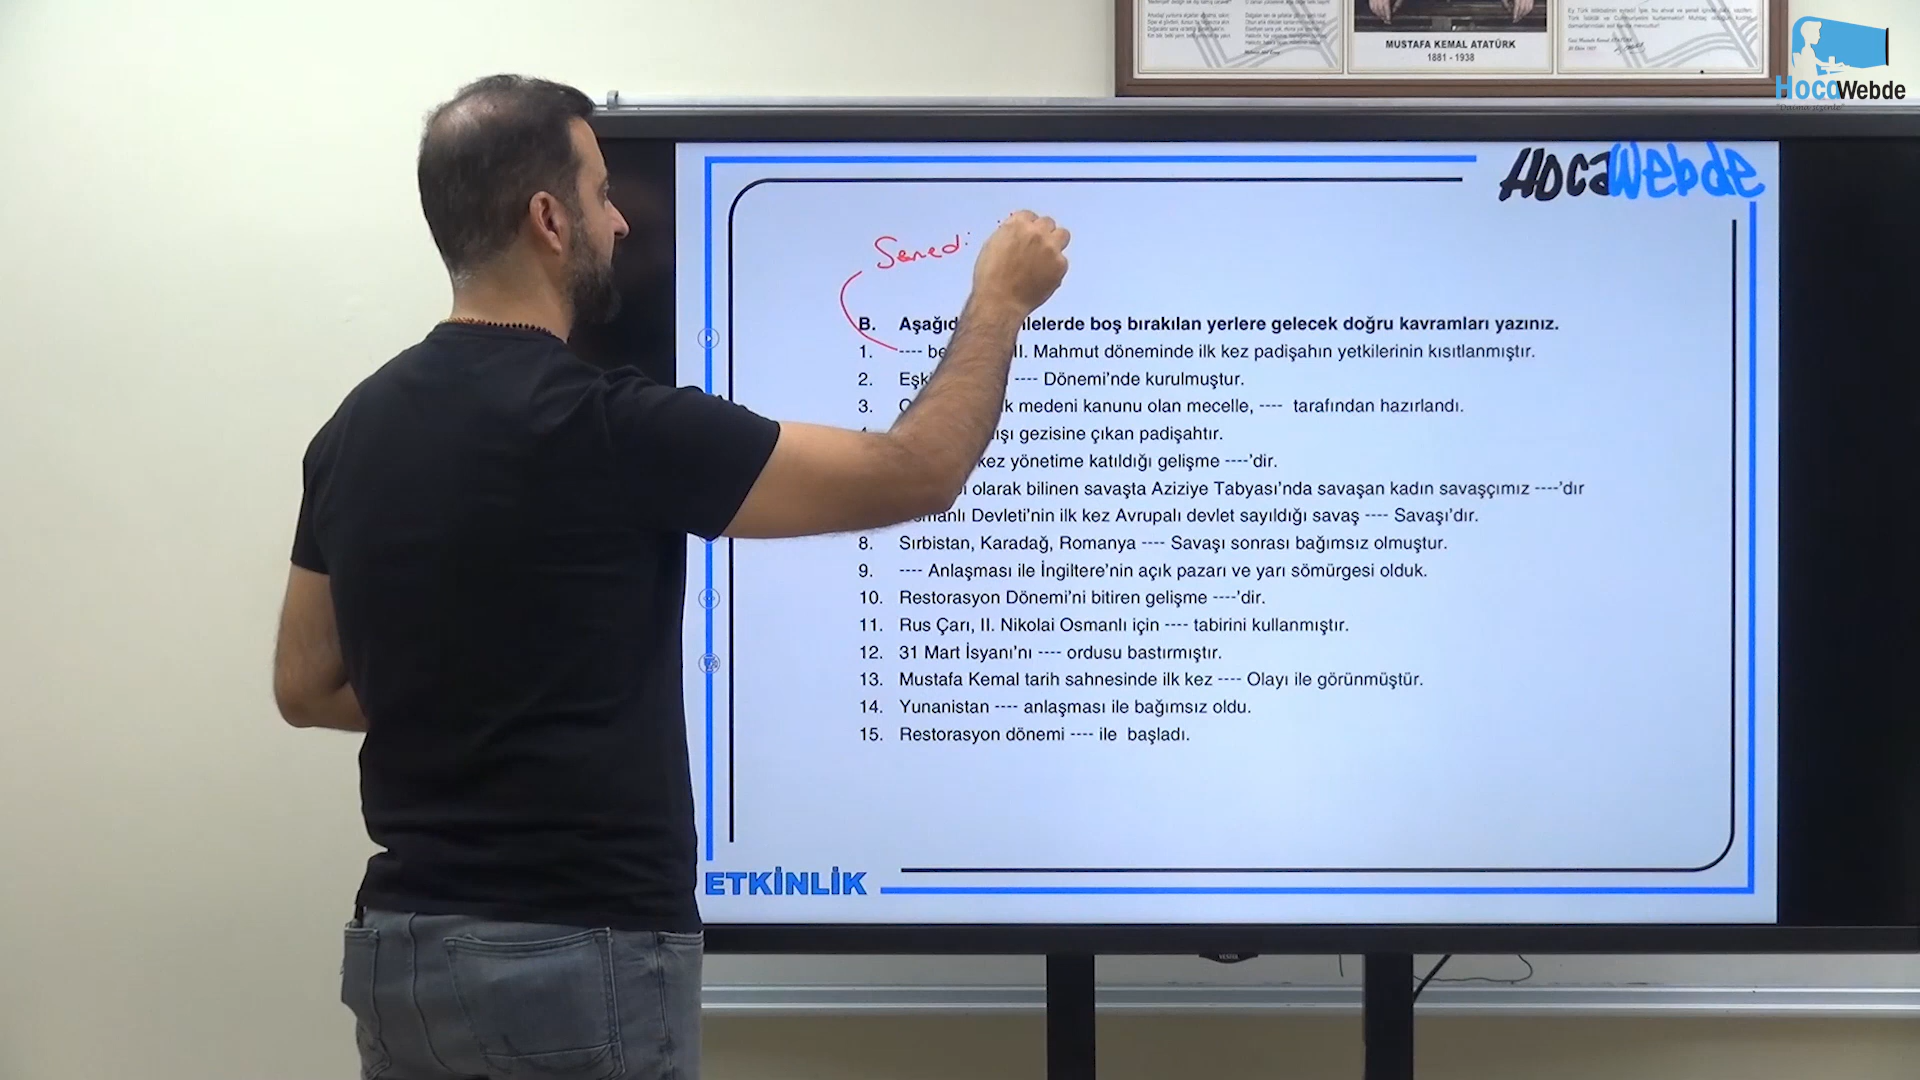 MUSTAFA KEMAL ATATÜRK
1881 - 1938
HocaWebde
HocaWebde
Sened-i
B. Aşağıd lelerde boş bırakılan yerlere gelecek doğru kavramları yazınız.
1. ---- be II. Mahmut döneminde ilk kez padişahın yetkilerinin kısıtlanmıştır.
2. Eşki ---- Dönemi'nde kurulmuştur.
3. O k medeni kanunu olan mecelle, ---- tarafından hazırlandı.
ışı gezisine çıkan padişahtır.
kez yönetime katıldığı gelişme ----'dir.
olarak bilinen savaşta Aziziye Tabyası'nda savaşan kadın savaşçımız ----'dır
manlı Devleti'nin ilk kez Avrupalı devlet sayıldığı savaş ---- Savaşı'dır.
8. Sırbistan, Karadağ, Romanya ---- Savaşı sonrası bağımsız olmuştur.
9. ---- Anlaşması ile İngiltere'nin açık pazarı ve yarı sömürgesi olduk.
10. Restorasyon Dönemi'ni bitiren gelişme ----'dir.
11. Rus Çarı, II. Nikolai Osmanlı için ---- tabirini kullanmıştır.
12. 31 Mart İsyanı'nı ---- ordusu bastırmıştır.
13. Mustafa Kemal tarih sahnesinde ilk kez ---- Olayı ile görünmüştür.
14. Yunanistan ---- anlaşması ile bağımsız oldu.
15. Restorasyon dönemi ---- ile başladı.
ETKİNLİK
VESTEL